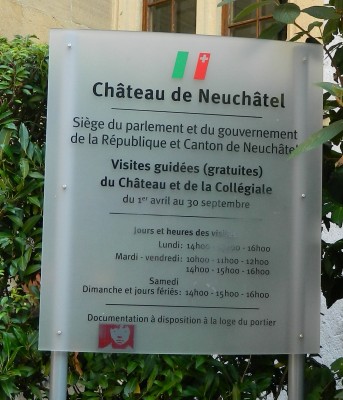 Château de Neuchâtel
Siège du parlement et du gouvernement
de la République et Canton de Neuchâtel
Visites guidées (gratuites)
du Château et de la Collégiale
du 1er avril au 30 septembre
Jours et heures des
Lundi: 14h00 - 16h00
Mardi - vendredi: 10h00 - 11h00 - 12h00
14h00 - 15h00 - 16h00
Samedi
Dimanche et jours fériés: 14h00 - 15h00 - 16h00
Documentation à disposition à la loge du portier